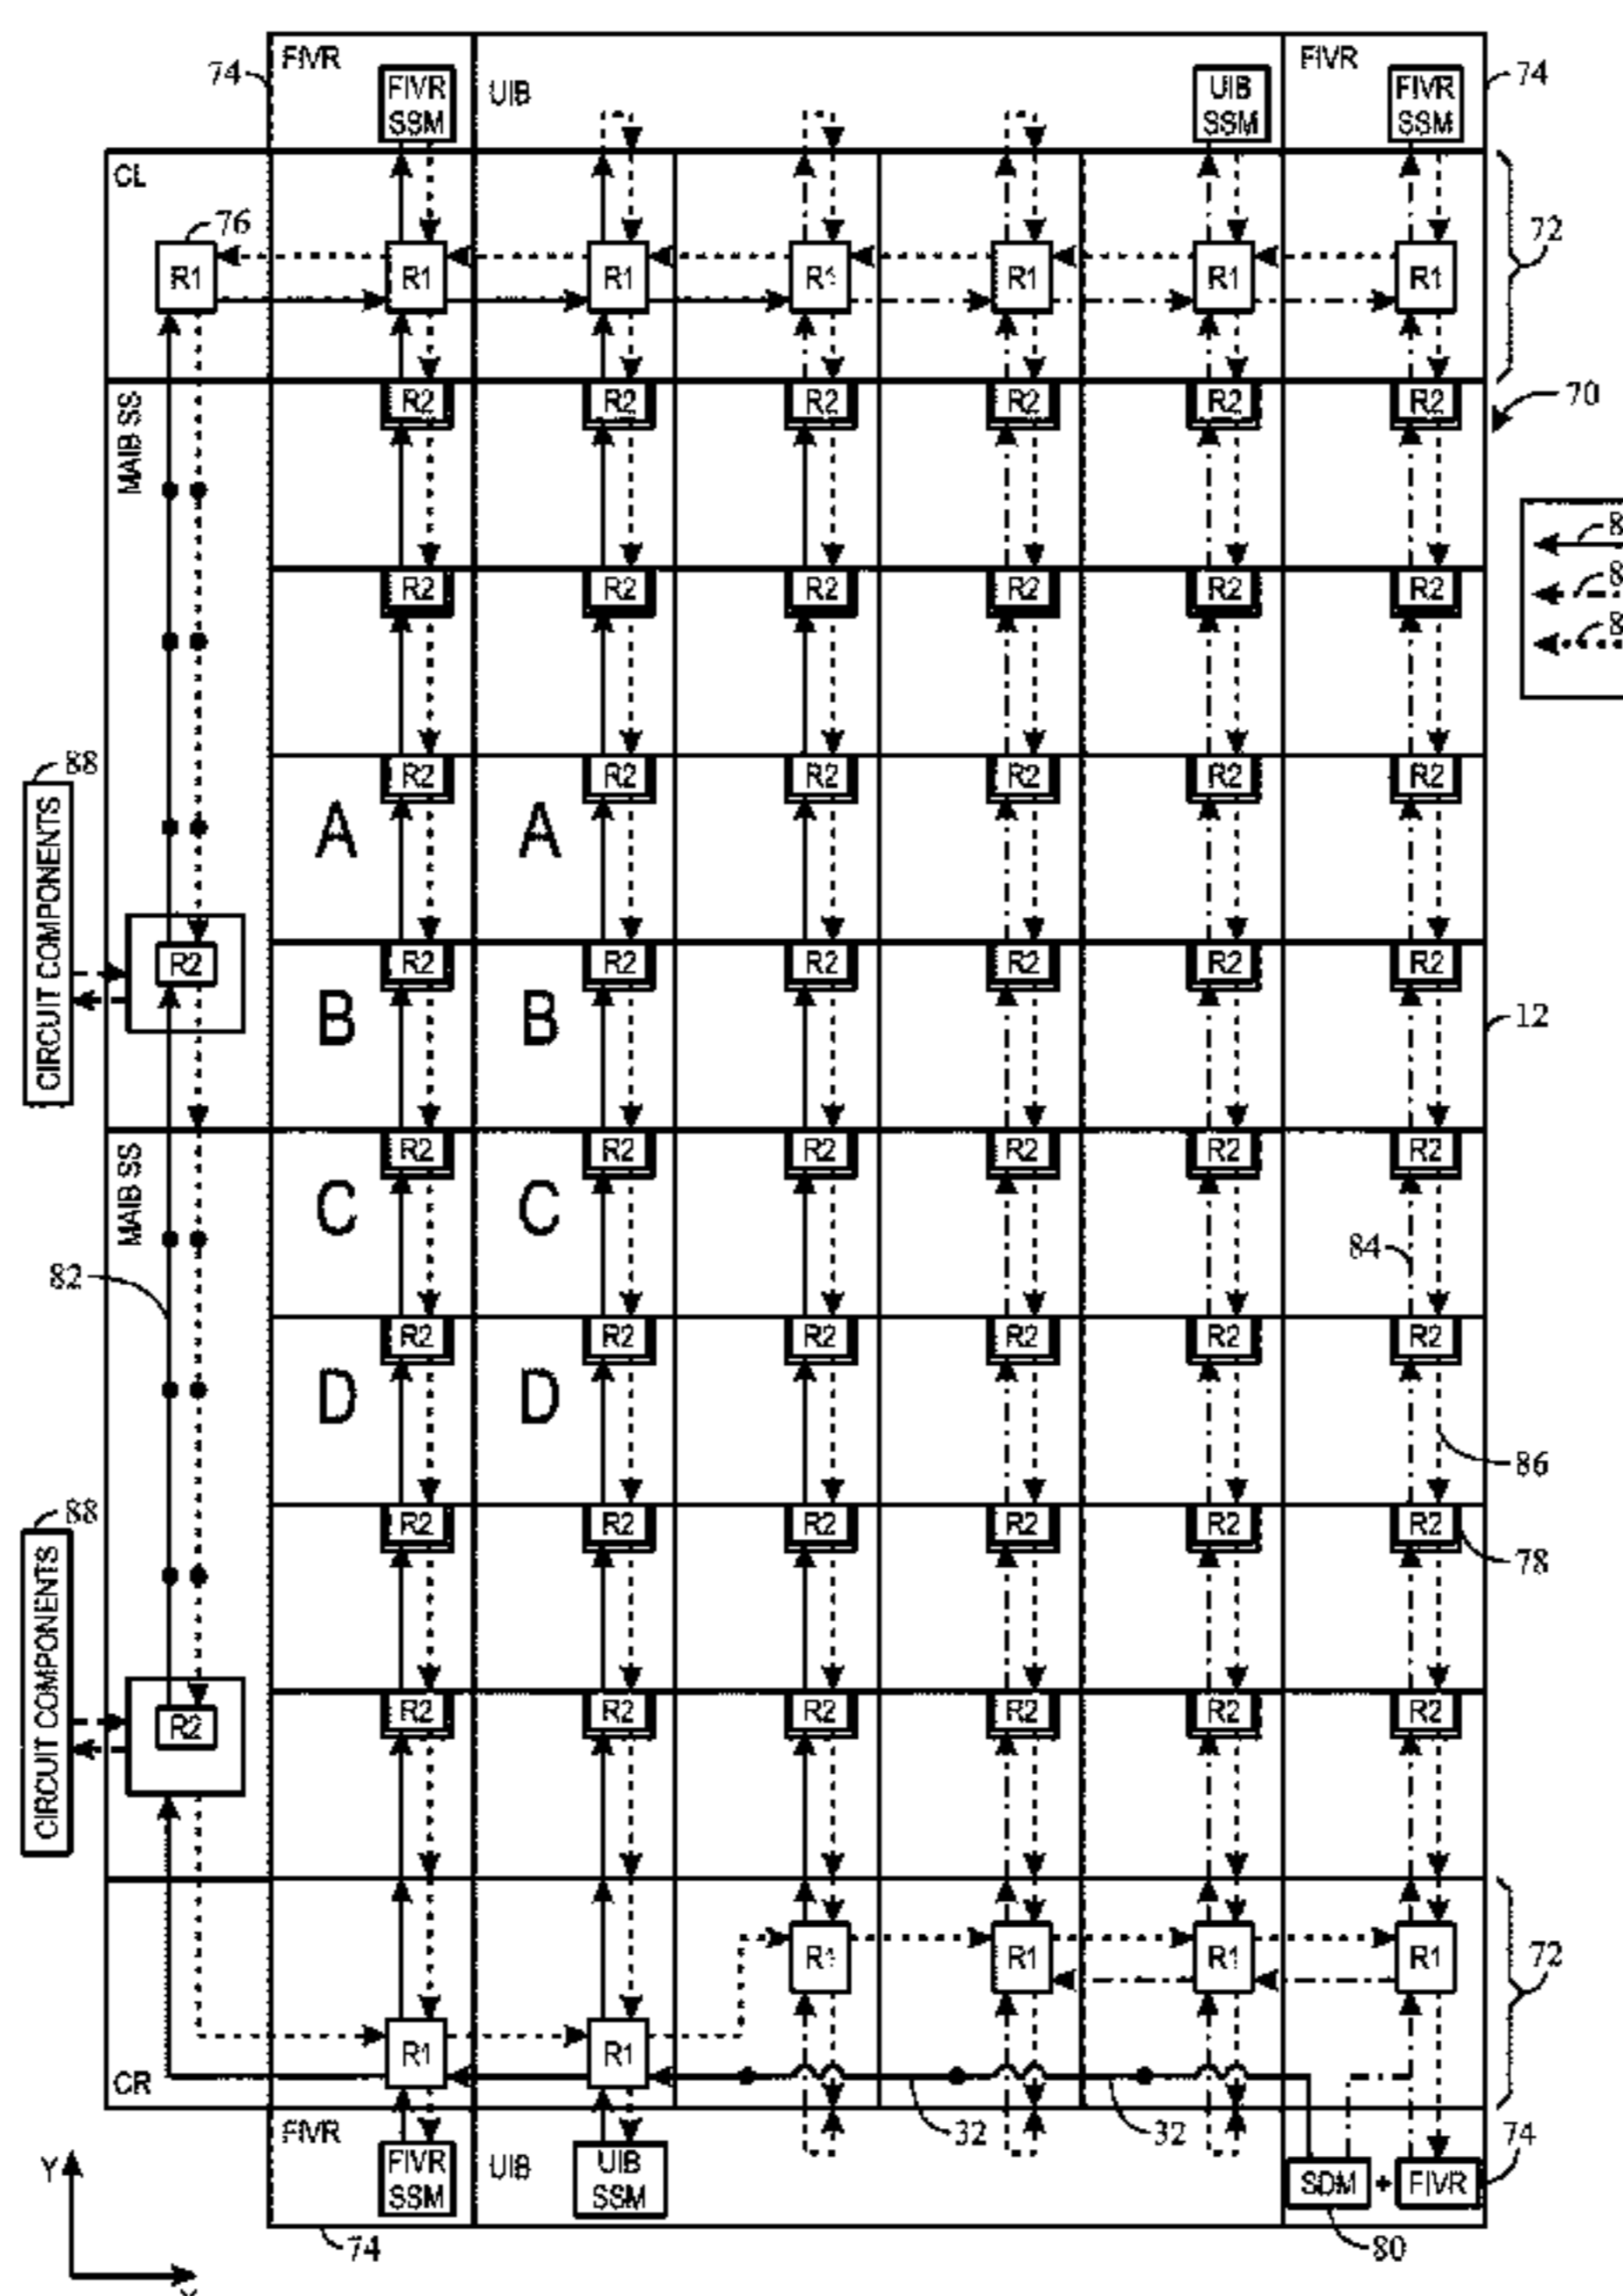 FIVR
FIVR
74
FIVR SSM
UIB
UIB SSM
FIVR SSM
74
CL
76
72
R1 R1 R1 R1 R1 R1 R1
MAIB SS
R2 R2 R2 R2 R2 R2
70
8
8
8
R2 R2 R2 R2 R2 R2
88
CIRCUIT COMPONENTS
R2 R2 R2 R2 R2 R2
A A
R2
R2 R2 R2 R2 R2 R2
B B
12
MAIB SS
R2 R2 R2 R2 R2 R2
C C
84
82
R2 R2 R2 R2 R2 R2
D D
86
88
CIRCUIT COMPONENTS
R2 R2 R2 R2 R2 R2
78
R2
R2 R2 R2 R2 R2 R2
R1 R1 R1 R1
72
R1 R1
CR
FIVR
32
32
74
Y
FIVR SSM
UIB
UIB SSM
SDM + FIVR
74
80
X